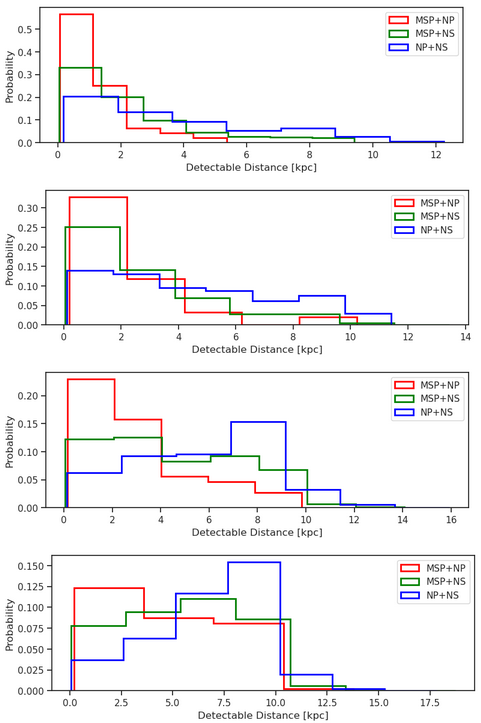 MSP+NP
MSP+NS
NP+NS
Probability
0.5
0.4
0.3
0.2
0.1
0.0
0 2 4 6 8 10 12
Detectable Distance [kpc]
MSP+NP
MSP+NS
NP+NS
Probability
0.30
0.25
0.20
0.15
0.10
0.05
0.00
0 2 4 6 8 10 12 14
Detectable Distance [kpc]
MSP+NP
MSP+NS
NP+NS
Probability
0.20
0.15
0.10
0.05
0.00
0 2 4 6 8 10 12 14 16
Detectable Distance [kpc]
MSP+NP
MSP+NS
NP+NS
Probability
0.150
0.125
0.100
0.075
0.050
0.025
0.000
0.0 2.5 5.0 7.5 10.0 12.5 15.0 17.5
Detectable Distance [kpc]